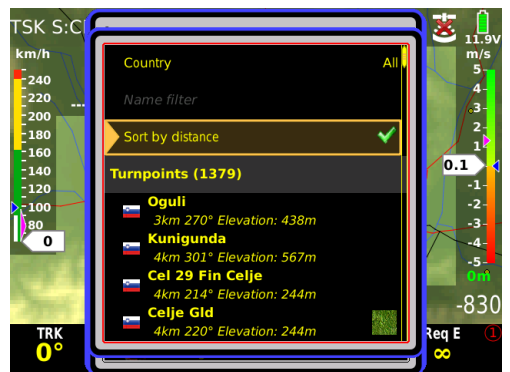 TSK S:C
km/h
240
220
200
180
160
140
120
100
80
0
TRK
0°
Country
All
Name filter
Sort by distance
Turnpoints (1379)
Oguli
3km 270° Elevation: 438m
Kunigunda
4km 301° Elevation: 567m
Cel 29 Fin Celje
4km 214° Elevation: 244m
Celje Gld
4km 220° Elevation: 244m
11.9V
m/s
5
4
3
2
1
0.1
-1
-2
-3
-4
-5
0m
-830
Req E
1
∞